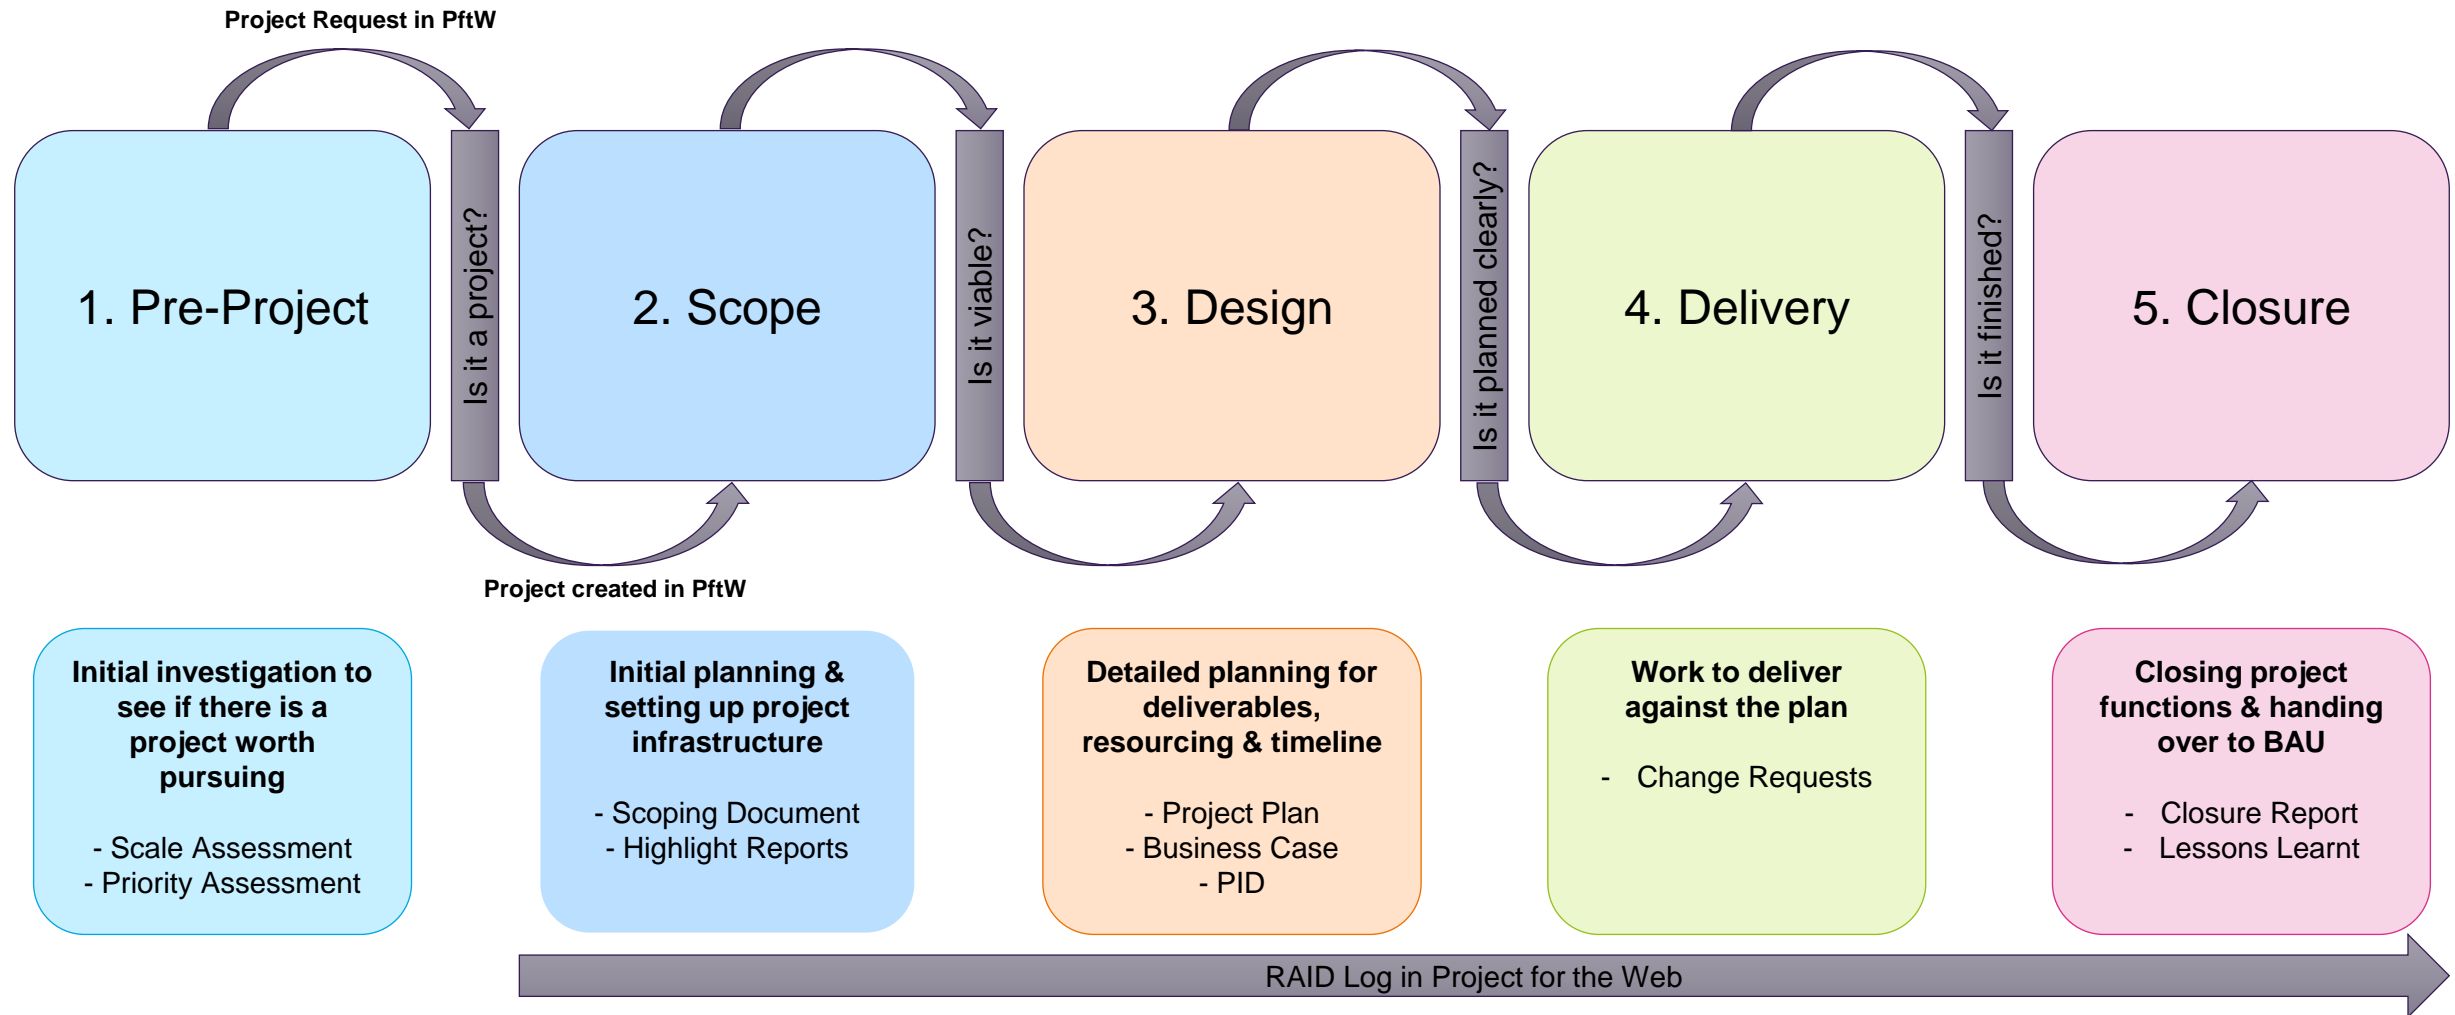 Project Request in PftW
1. Pre-Project
Is it a project?
2. Scope
Is it viable?
3. Design
Is it planned clearly?
4. Delivery
Is it finished?
5. Closure
Project created in PftW
Initial investigation to
see if there is a
project worth
pursuing
- Scale Assessment
- Priority Assessment
Initial planning &
setting up project
infrastructure
- Scoping Document
- Highlight Reports
Detailed planning for
deliverables,
resourcing & timeline
- Project Plan
- Business Case
- PID
Work to deliver
against the plan
- Change Requests
Closing project
functions & handing
over to BAU
- Closure Report
- Lessons Learnt
RAID Log in Project for the Web